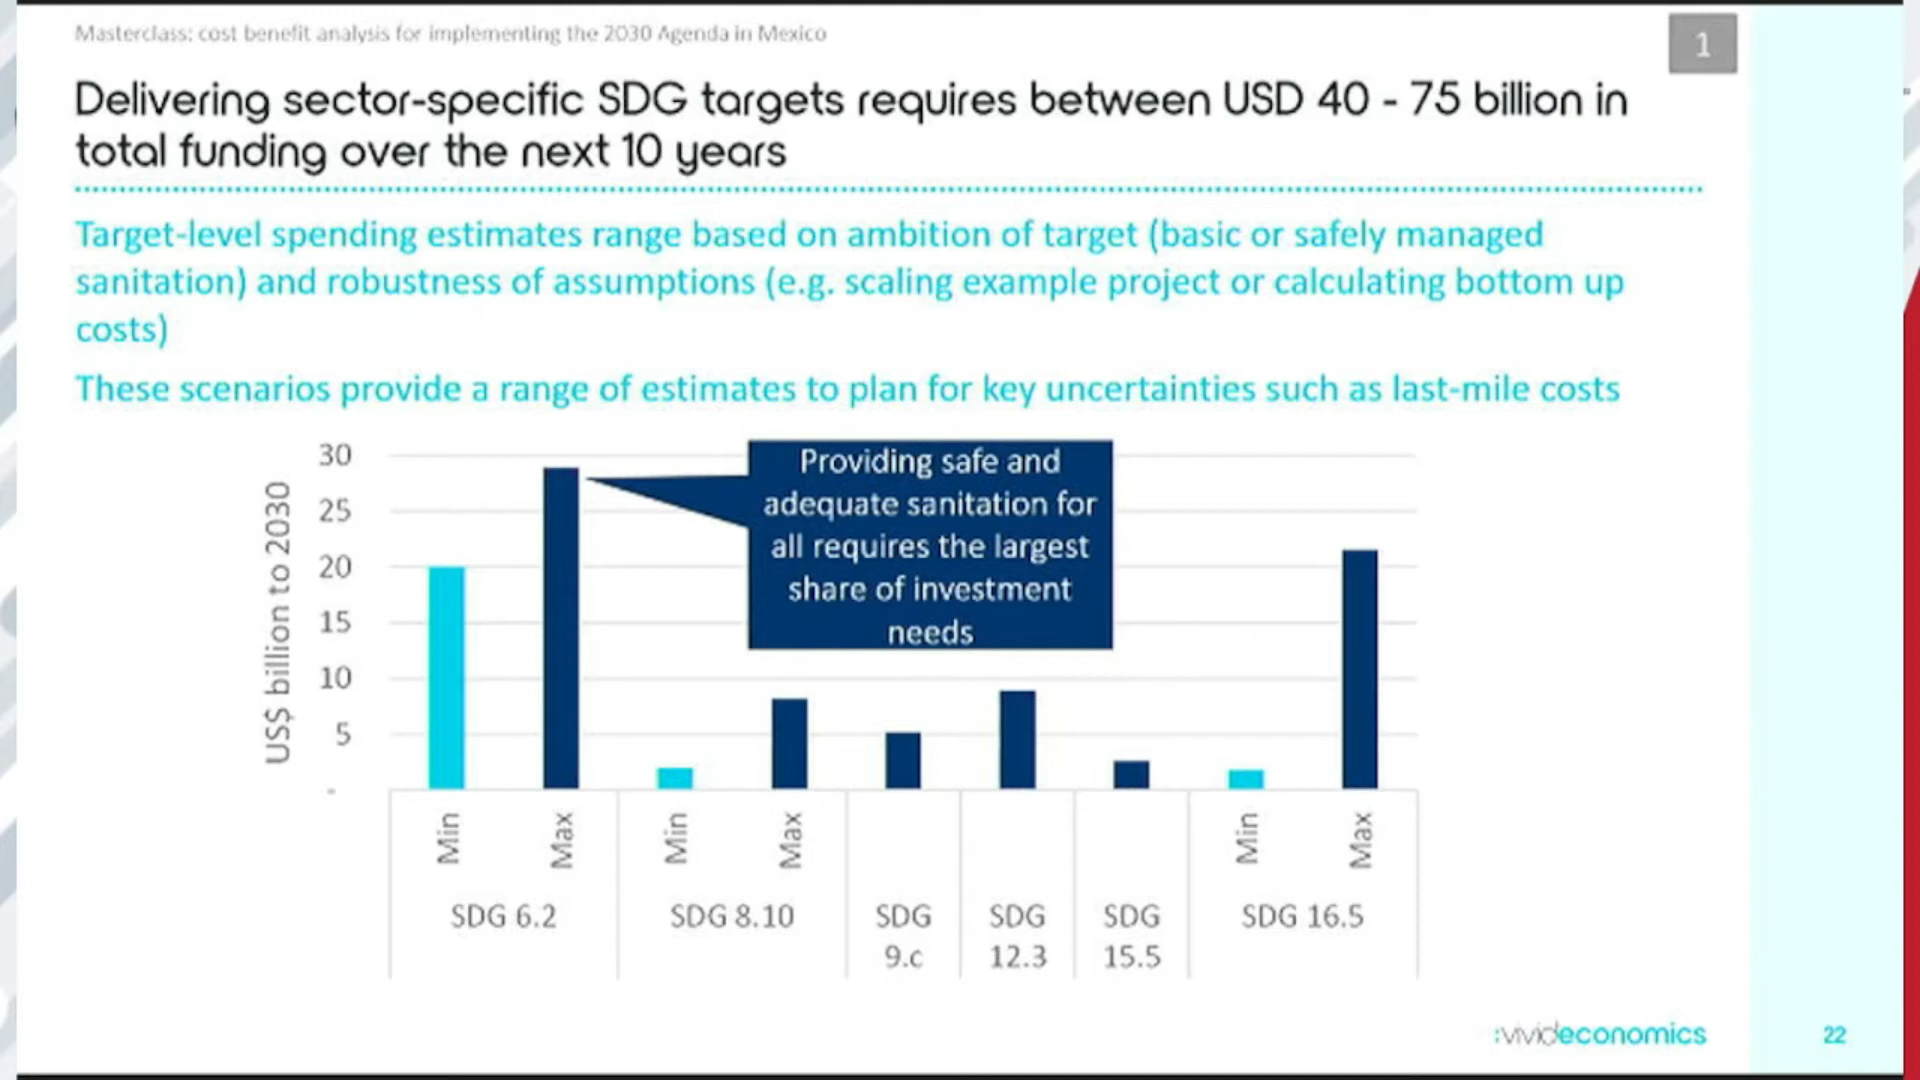 Masterclass: cost benefit analysis for implementing the 2030 Agenda in Mexico
1
Delivering sector-specific SDG targets requires between USD 40 - 75 billion in
total funding over the next 10 years
Target-level spending estimates range based on ambition of target (basic or safely managed
sanitation) and robustness of assumptions (e.g. scaling example project or calculating bottom up
costs)
These scenarios provide a range of estimates to plan for key uncertainties such as last-mile costs
US$ billion to 2030
30
25
20
15
10
5
-
Providing safe and
adequate sanitation for
all requires the largest
share of investment
needs
Min
Max
Min
Max
Min
Max
SDG 6.2
SDG 8.10
SDG
9.c
SDG
12.3
SDG
15.5
SDG 16.5
:vivideconomics
22